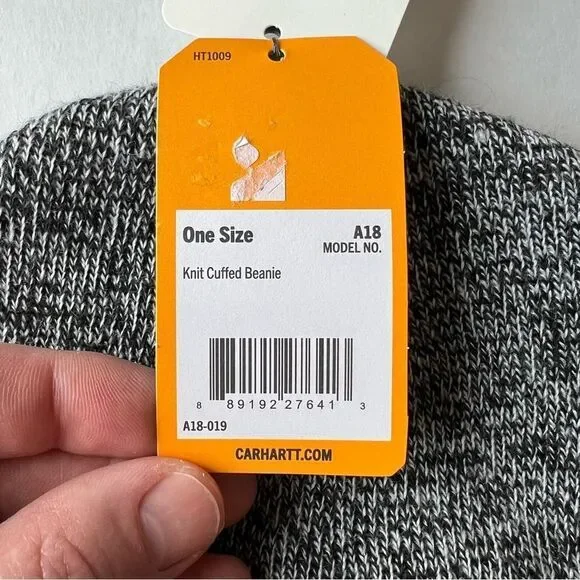 HT1009
One Size A18
MODEL NO.
Knit Cuffed Beanie
8 89192 27641 3
A18-019
CARHARTT.COM